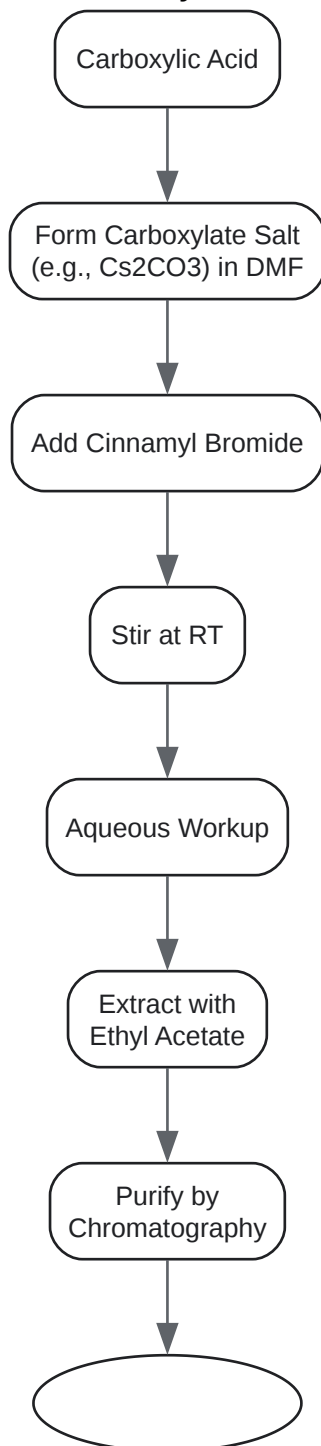 Carboxylic Acid
Form Carboxylate Salt
(e.g., Cs2CO3) in DMF
Add Cinnamyl Bromide
Stir at RT
Aqueous Workup
Extract with
Ethyl Acetate
Purify by
Chromatography